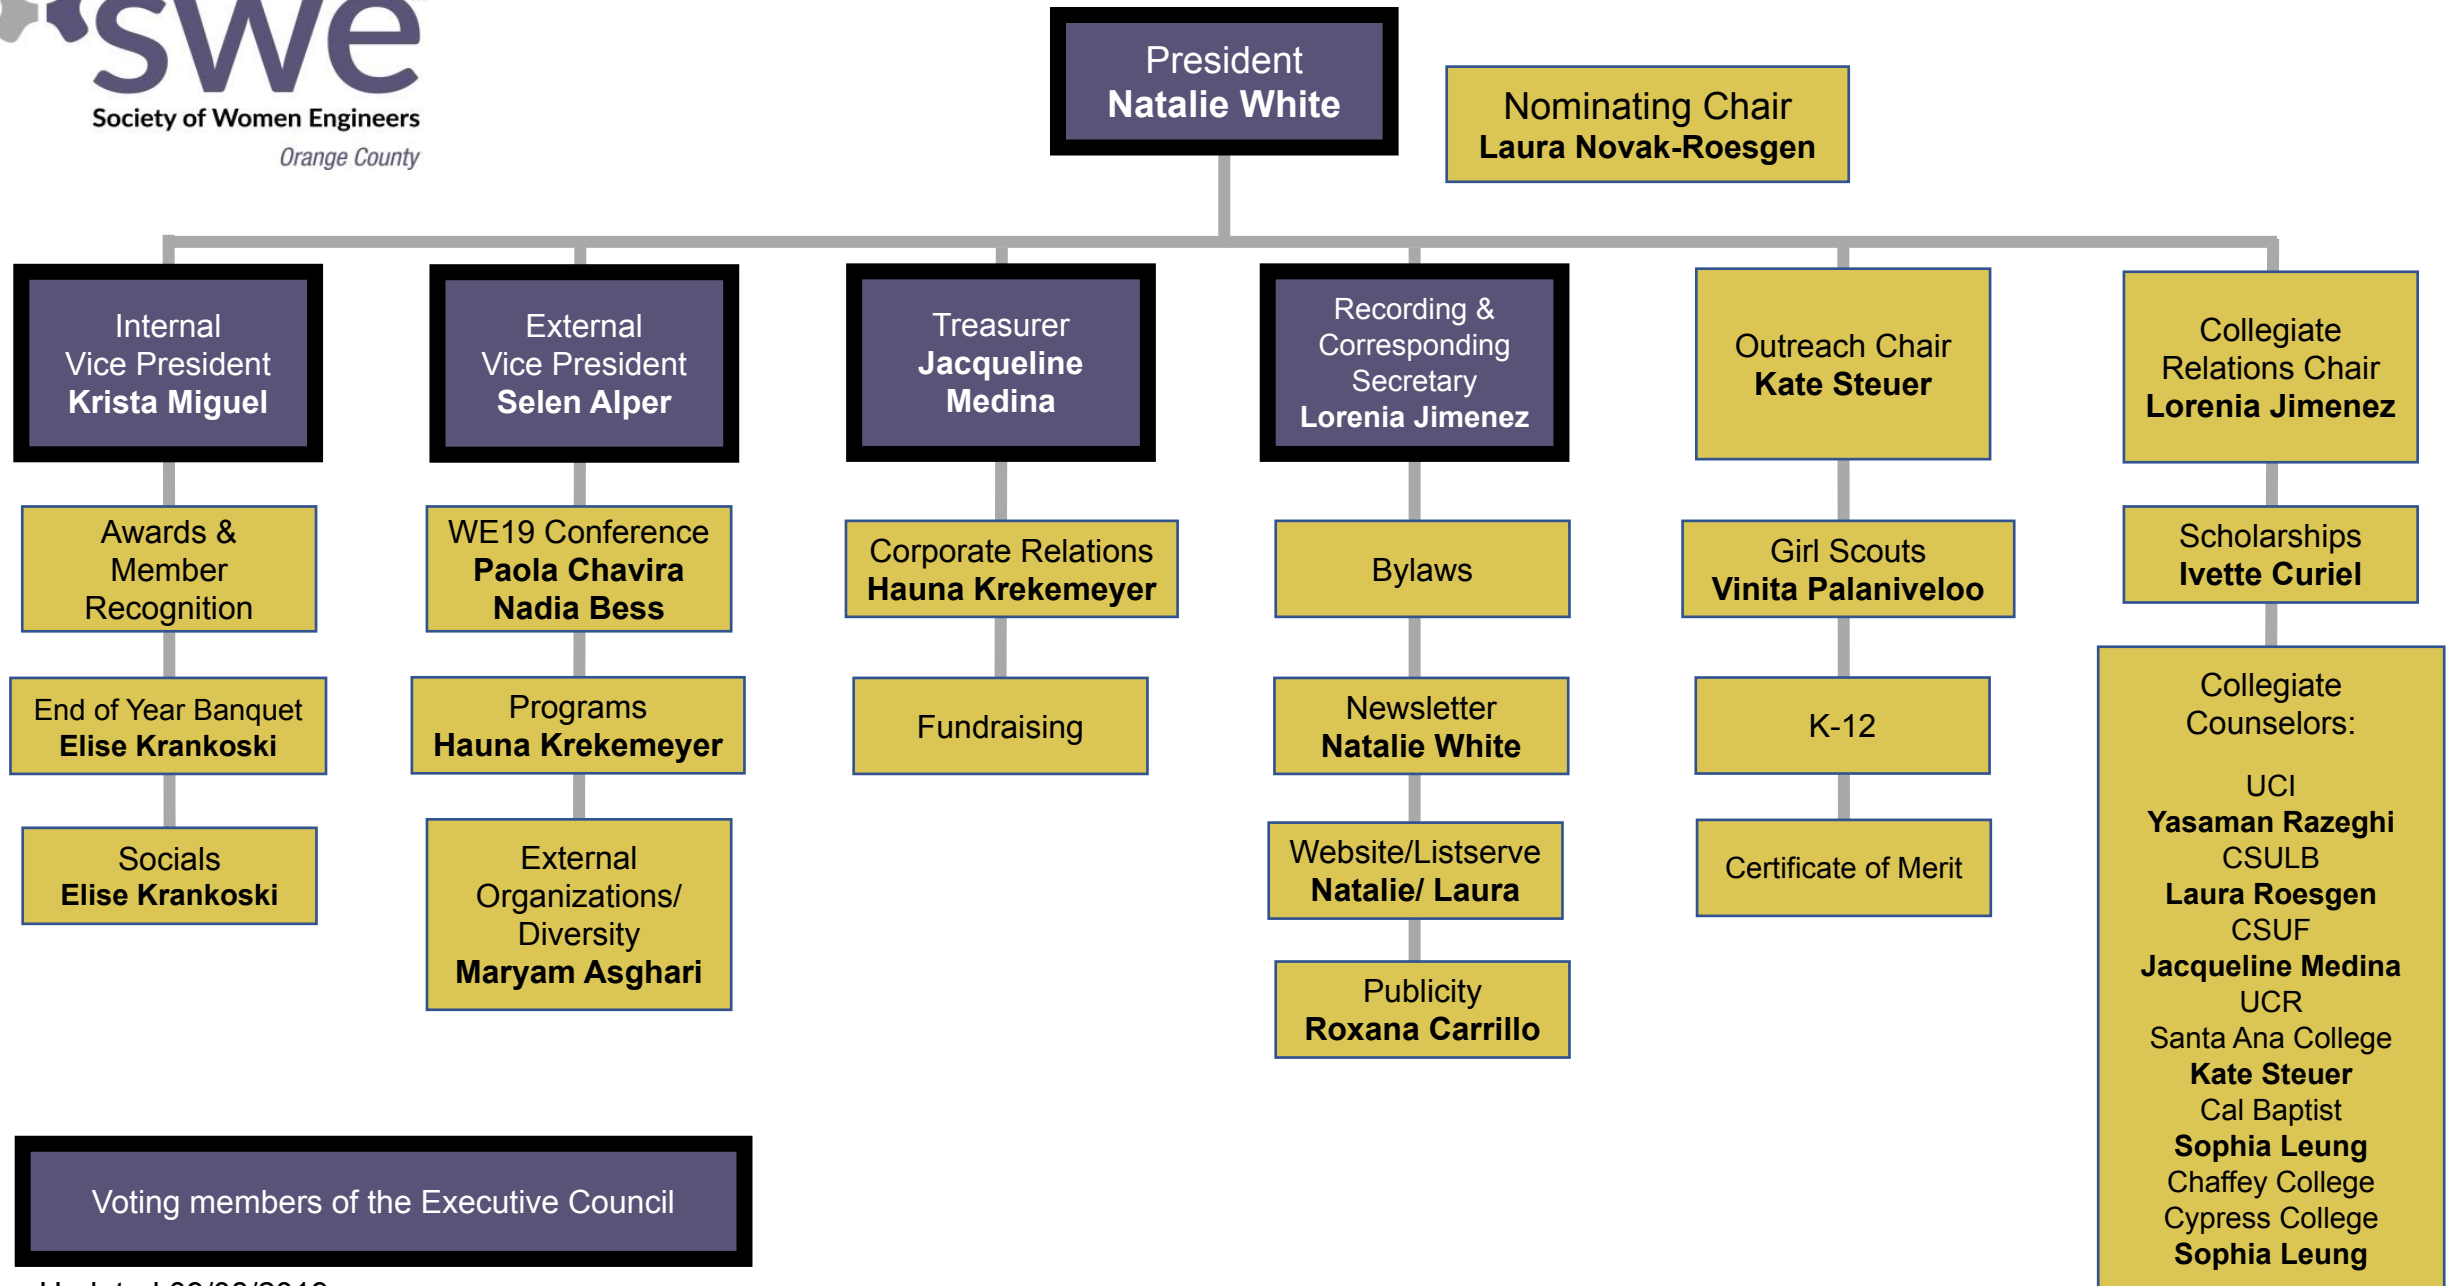 swe
Society of Women Engineers
Orange County
President
Natalie White
Nominating Chair
Laura Novak-Roesgen
Internal
Vice President
Krista Miguel
External
Vice President
Selen Alper
Treasurer
Jacqueline
Medina
Recording &
Corresponding
Secretary
Lorenia Jimenez
Outreach Chair
Kate Steuer
Collegiate
Relations Chair
Lorenia Jimenez
Awards &
Member
Recognition
End of Year Banquet
Elise Krankoski
Socials
Elise Krankoski
WE19 Conference
Paola Chavira
Nadia Bess
Programs
Hauna Krekemeyer
External
Organizations/
Diversity
Maryam Asghari
Corporate Relations
Hauna Krekemeyer
Fundraising
Bylaws
Newsletter
Natalie White
Website/Listserve
Natalie/ Laura
Publicity
Roxana Carrillo
Girl Scouts
Vinita Palaniveloo
K-12
Certificate of Merit
Scholarships
Ivette Curiel
Collegiate
Counselors:
UCI
Yasaman Razeghi
CSULB
Laura Roesgen
CSUF
Jacqueline Medina
UCR
Santa Ana College
Kate Steuer
Cal Baptist
Sophia Leung
Chaffey College
Cypress College
Sophia Leung
Voting members of the Executive Council
Updated